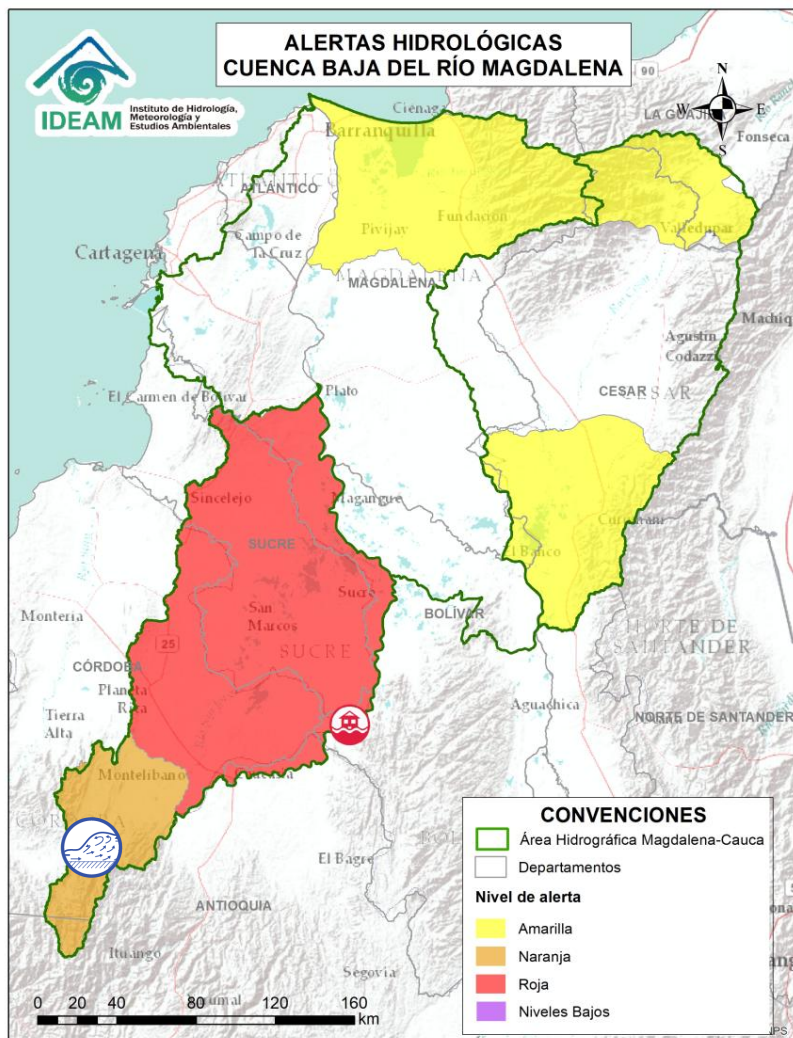 ALERTAS HIDROLÓGICAS
CUENCA BAJA DEL RÍO MAGDALENA
IDEAM
Instituto de Hidrología,
Meteorología y
Estudios Ambientales
90
N
W
E
S
LA GUAJIRA
Fonseca
Ciénaga
Barranquilla
ATLÁNTICO
Cartagena
Campo de
la Cruz
Pivijay
Fundación
Valledupar
MAGDALENA
MAGDALENA
Machiq
Agustín
Codazzi
CESAR
El Carmen de Bolívar
Plato
Sincelejo
Magangue
SUCRE
El Banco
San
Marcos
Sucre
SUCRE
BOLÍVAR
Montería
25
CÓRDOBA
Planeta
Rica
Tierra
Alta
NORTE DE
SANTANDER
Aguachica
NORTE DE SANTANDER
Montelíbano
El Bagre
ANTIOQUIA
Ituango
Segovia
CONVENCIONES
Área Hidrográfica Magdalena-Cauca
Departamentos
Nivel de alerta
Amarilla
Naranja
Roja
Niveles Bajos
0 20 40 80 120 160
km